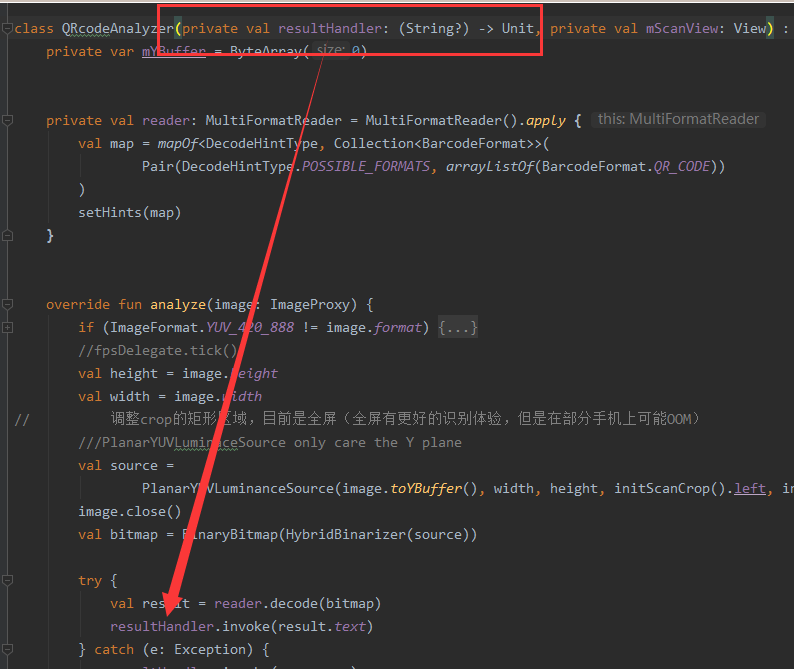 class QRcodeAnalyzer(private val resultHandler: (String?) -> Unit, private val mScanView: View) :
private var mYBuffer = ByteArray( size: 0)
private val reader: MultiFormatReader = MultiFormatReader().apply { this: MultiFormatReader
val map = mapOf<DecodeHintType, Collection<BarcodeFormat>>(
Pair(DecodeHintType.POSSIBLE_FORMATS, arrayListOf(BarcodeFormat.QR_CODE))
)
setHints(map)
}
override fun analyze(image: ImageProxy) {
if (ImageFormat.YUV_420_888 != image.format) {...}
//fpsDelegate.tick()
val height = image.height
val width = image.width
// 调整crop的矩形区域，目前是全屏（全屏有更好的识别体验，但是在部分手机上可能OOM）
///PlanarYUVLuminaceSource only care the Y plane
val source =
PlanarYUVLuminanceSource(image.toYBuffer(), width, height, initScanCrop().left,
image.close()
val bitmap = BinaryBitmap(HybridBinarizer(source))
try {
val result = reader.decode(bitmap)
resultHandler.invoke(result.text)
} catch (e: Exception) {